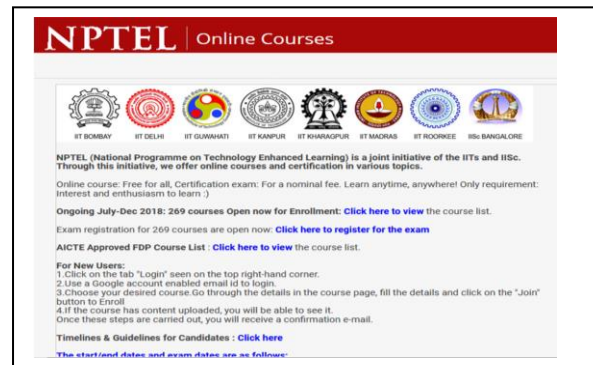 NPTEL Online Courses
IIT BOMBAY IIT DELHI IIT GUWAHATI IIT KANPUR IIT KHARAGPUR IIT MADRAS IIT ROORKEE IISc BANGALORE
NPTEL (National Programme on Technology Enhanced Learning) is a joint initiative of the IITs and IISc.
Through this initiative, we offer online courses and certification in various topics.
Online course: Free for all, Certification exam: For a nominal fee. Learn anytime, anywhere! Only requirement:
Interest and enthusiasm to learn :)
Ongoing July-Dec 2018: 269 courses Open now for Enrollment: Click here to view the course list.
Exam registration for 269 courses are open now: Click here to register for the exam
AICTE Approved FDP Course List : Click here to view the course list.
For New Users:
1.Click on the tab "Login" seen on the top right-hand corner.
2.Use a Google account enabled email id to login.
3.Choose your desired course.Go through the details in the course page, fill the details and click on the "Join"
button to Enroll
4.If the course has content uploaded, you will be able to see it.
Once these steps are carried out, you will receive a confirmation e-mail.
Timelines & Guidelines for Candidates : Click here
The start/end dates and exam dates are as follows: